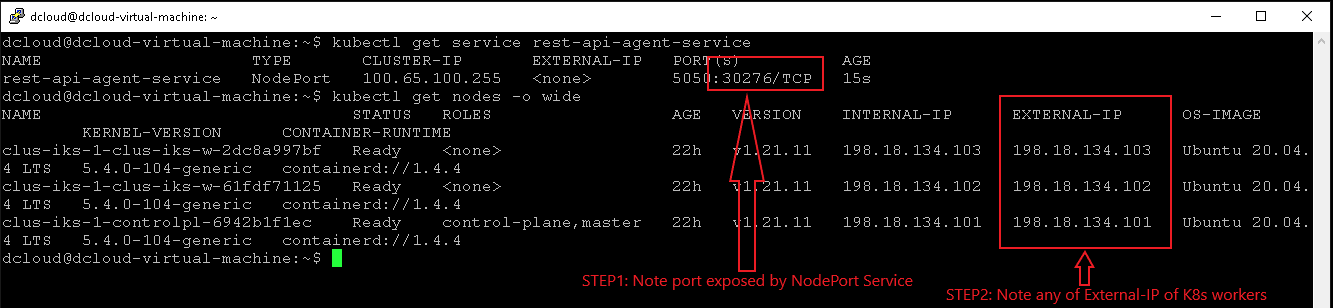 dcloud@dcloud-virtual-machine: ~
dcloud@dcloud-virtual-machine:~$ kubectl get service rest-api-agent-service
NAME TYPE CLUSTER-IP EXTERNAL-IP PORT(S) AGE
rest-api-agent-service NodePort 100.65.100.255 <none> 5050:30276/TCP 15s
dcloud@dcloud-virtual-machine:~$ kubectl get nodes -o wide
NAME STATUS ROLES AGE VERSION INTERNAL-IP EXTERNAL-IP OS-IMAGE
KERNEL-VERSION CONTAINER-RUNTIME
clus-iks-1-clus-iks-w-2dc8a997bf Ready <none> 22h v1.21.11 198.18.134.103 198.18.134.103 Ubuntu 20.04.
4 LTS 5.4.0-104-generic containerd://1.4.4
clus-iks-1-clus-iks-w-61fdf71125 Ready <none> 22h v1.21.11 198.18.134.102 198.18.134.102 Ubuntu 20.04.
4 LTS 5.4.0-104-generic containerd://1.4.4
clus-iks-1-controlpl-6942b1f1ec Ready control-plane,master 22h v1.21.11 198.18.134.101 198.18.134.101 Ubuntu 20.04.
4 LTS 5.4.0-104-generic containerd://1.4.4
dcloud@dcloud-virtual-machine:~$
STEP1: Note port exposed by NodePort Service
STEP2: Note any of External-IP of K8s workers